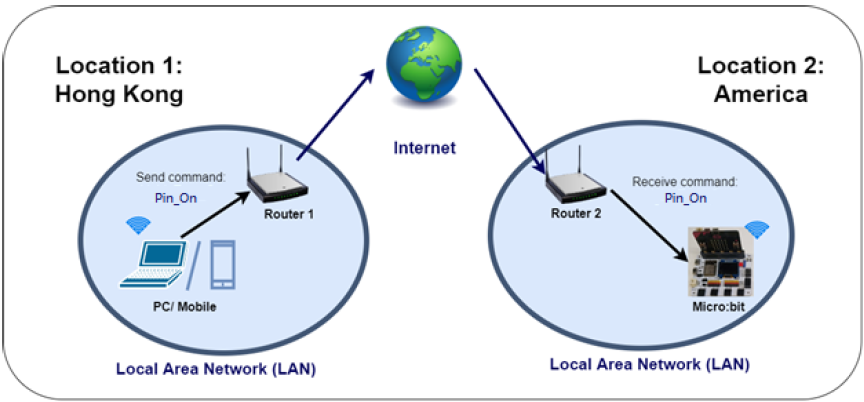 Location 1:
Hong Kong
Internet
Location 2:
America
Send command:
Pin_On
Router 1
PC/ Mobile
Local Area Network (LAN)
Receive command:
Pin_On
Router 2
Micro:bit
Local Area Network (LAN)